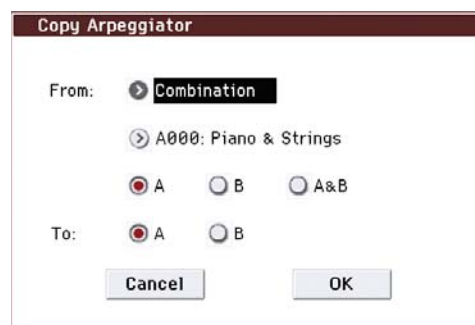 Copy Arpeggiator
From: Combination
A000: Piano & Strings
A B A&B
To: A B
Cancel OK